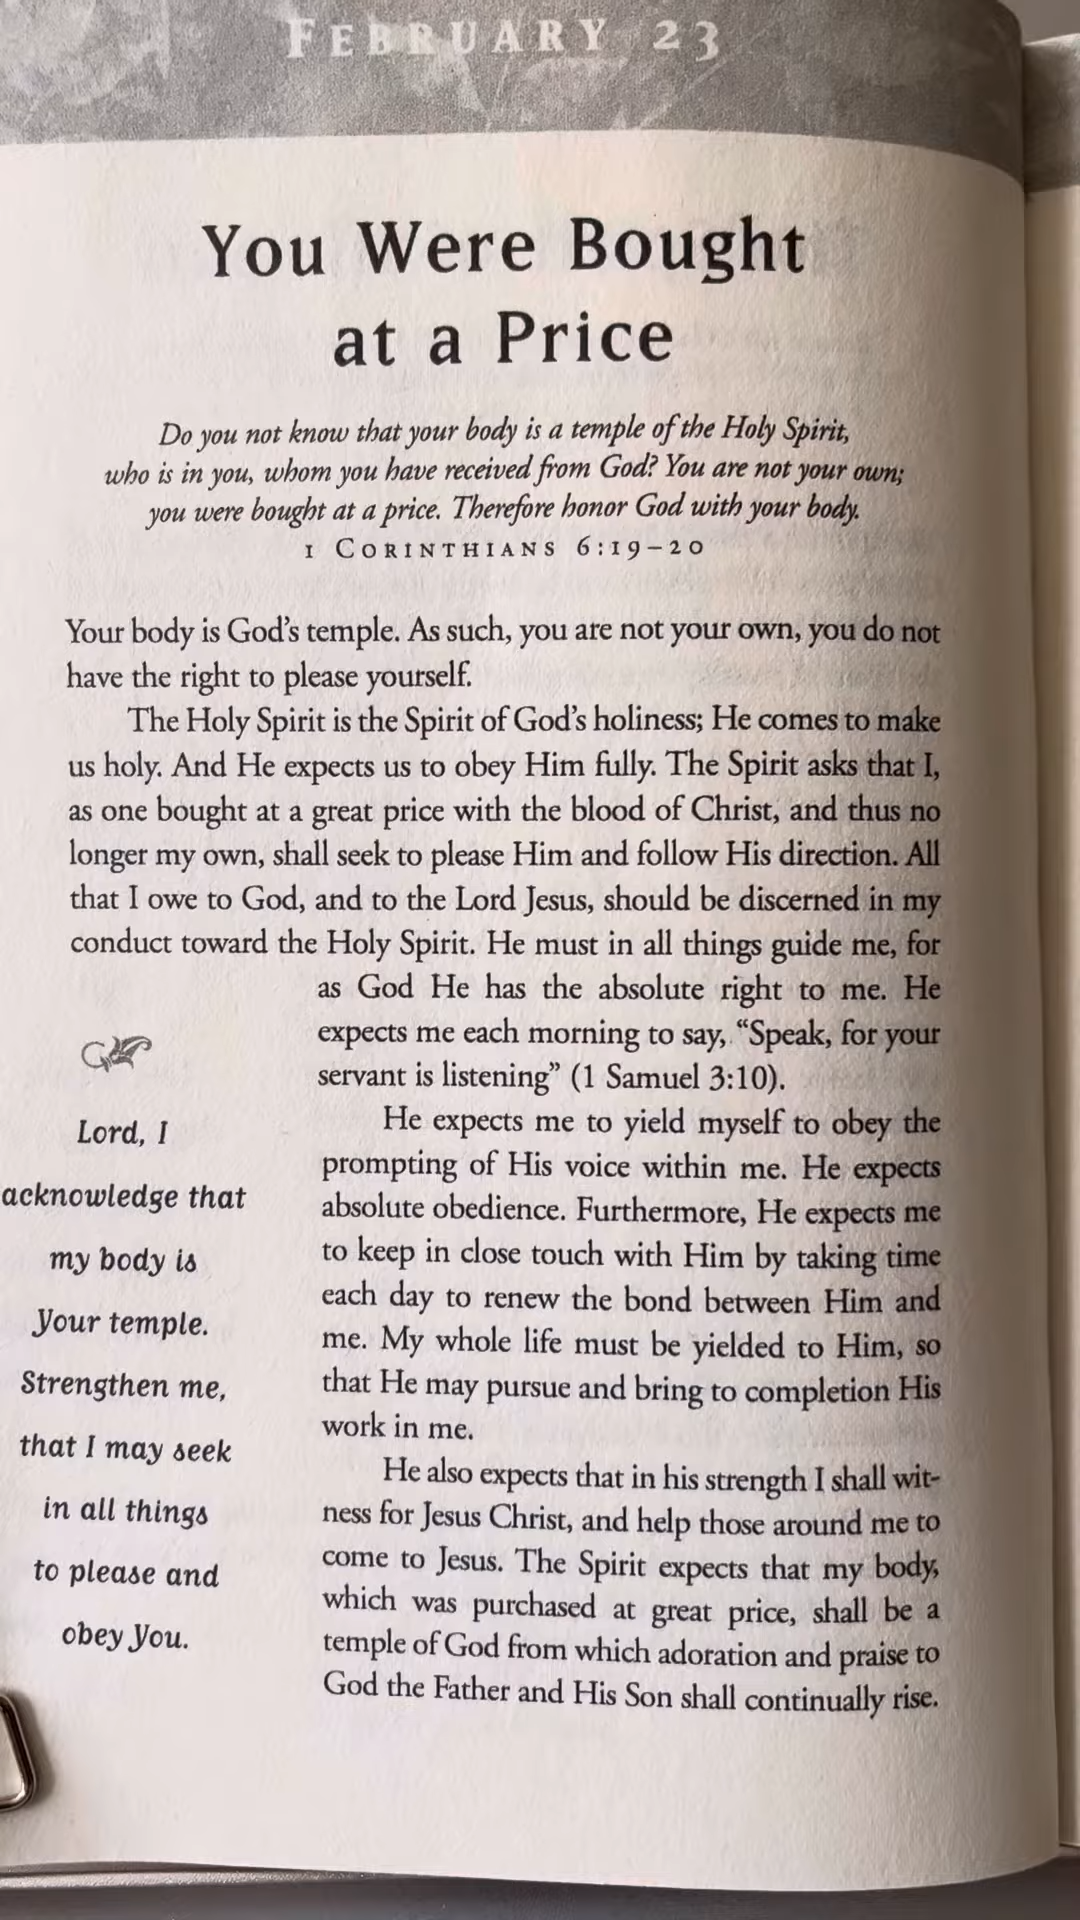 FEBRUARY 23
You Were Bought
at a Price
Do you not know that your body is a temple of the Holy Spirit,
who is in you, whom you have received from God? You are not your own;
you were bought at a price. Therefore honor God with your body.
1 CORINTHIANS 6:19–20
Your body is God's temple. As such, you are not your own, you do not
have the right to please yourself.
The Holy Spirit is the Spirit of God's holiness; He comes to make
us holy. And He expects us to obey Him fully. The Spirit asks that I,
as one bought at a great price with the blood of Christ, and thus no
longer my own, shall seek to please Him and follow His direction. All
that I owe to God, and to the Lord Jesus, should be discerned in my
conduct toward the Holy Spirit. He must in all things guide me, for
as God He has the absolute right to me. He
expects me each morning to say, “Speak, for your
servant is listening” (1 Samuel 3:10).
He expects me to yield myself to obey the
prompting of His voice within me. He expects
absolute obedience. Furthermore, He expects me
to keep in close touch with Him by taking time
each day to renew the bond between Him and
me. My whole life must be yielded to Him, so
that He may pursue and bring to completion His
work in me.
He also expects that in his strength I shall wit-
ness for Jesus Christ, and help those around me to
come to Jesus. The Spirit expects that my body,
which was purchased at great price, shall be a
temple of God from which adoration and praise to
God the Father and His Son shall continually rise.
Lord, I
acknowledge that
my body is
Your temple.
Strengthen me,
that I may seek
in all things
to please and
obey You.